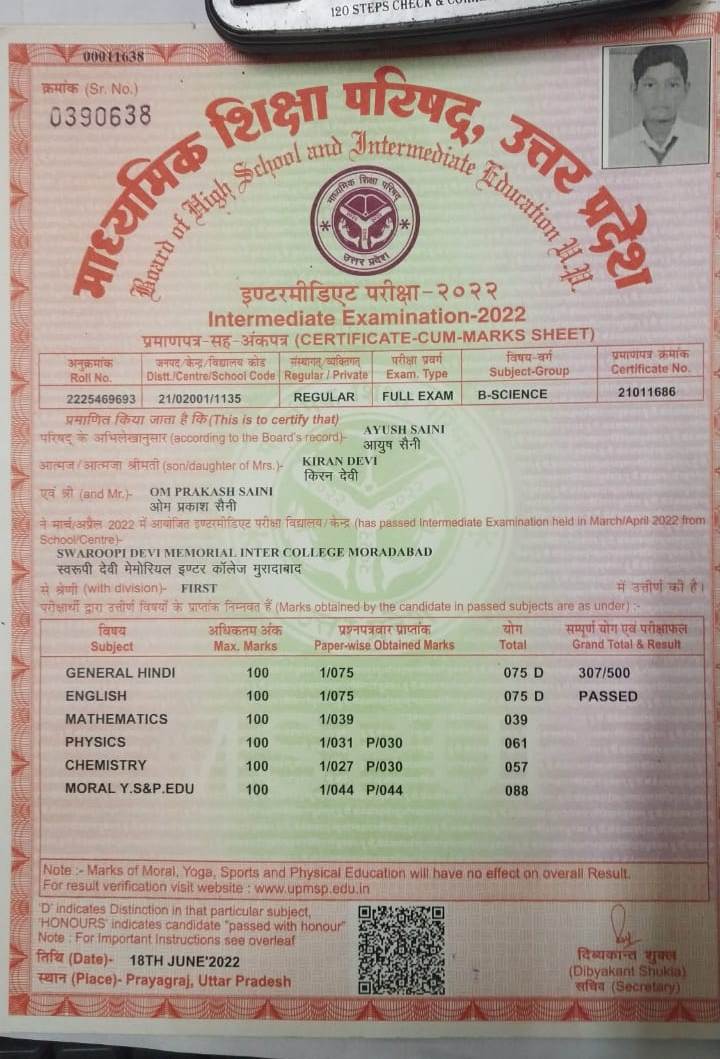 120 STEPS CHECK &
00011638
क्रमांक (Sr. No.)
0390638
माध्यमिक शिक्षा परिषद्, उत्तर प्रदेश
Board of High School and Intermediate Education U.P.
माध्यमिक शिक्षा परिषद्
उत्तर प्रदेश
इण्टरमीडिएट परीक्षा-२०२२
Intermediate Examination-2022
प्रमाणपत्र-सह-अंकपत्र (CERTIFICATE-CUM-MARKS SHEET)
अनुक्रमांक जनपद/केन्द्र/विद्यालय कोड संस्थागत/व्यक्तिगत परीक्षा प्रवर्ग विषय-वर्ग प्रमाणपत्र क्रमांक
Roll No. Distt./Centre/School Code Regular / Private Exam. Type Subject-Group Certificate No.
2225469693 21/02001/1135 REGULAR FULL EXAM B-SCIENCE 21011686
प्रमाणित किया जाता है कि (This is to certify that)
AYUSH SAINI
परिषद् के अभिलेखानुसार (according to the Board's record)- आयुष सैनी
KIRAN DEVI
आत्मज/आत्मजा श्रीमती (son/daughter of Mrs.)- किरन देवी
एवं श्री (and Mr.)- OM PRAKASH SAINI
ओम प्रकाश सैनी
ने मार्च/अप्रैल 2022 में आयोजित इण्टरमीडिएट परीक्षा विद्यालय/केन्द्र (has passed Intermediate Examination held in March/April 2022 from
School/Centre)-
SWAROOPI DEVI MEMORIAL INTER COLLEGE MORADABAD
स्वरूपी देवी मेमोरियल इण्टर कॉलेज मुरादाबाद
से श्रेणी (with division)- FIRST में उत्तीर्ण की है।
परीक्षार्थी द्वारा उत्तीर्ण विषयों के प्राप्तांक निम्नवत हैं (Marks obtained by the candidate in passed subjects are as under) :-
विषय अधिकतम अंक प्रश्नपत्रवार प्राप्तांक योग सम्पूर्ण योग एवं परीक्षाफल
Subject Max. Marks Paper-wise Obtained Marks Total Grand Total & Result
GENERAL HINDI 100 1/075 075 D 307/500
ENGLISH 100 1/075 075 D PASSED
MATHEMATICS 100 1/039 039
PHYSICS 100 1/031 P/030 061
CHEMISTRY 100 1/027 P/030 057
MORAL Y.S&P.EDU 100 1/044 P/044 088
Note :- Marks of Moral, Yoga, Sports and Physical Education will have no effect on overall Result.
For result verification visit website : www.upmsp.edu.in
'D' indicates Distinction in that particular subject,
'HONOURS' indicates candidate "passed with honour"
Note : For Important Instructions see overleaf
तिथि (Date)- 18TH JUNE'2022
स्थान (Place)- Prayagraj, Uttar Pradesh
दिब्यकान्त शुक्ल
(Dibyakant Shukla)
सचिव (Secretary)